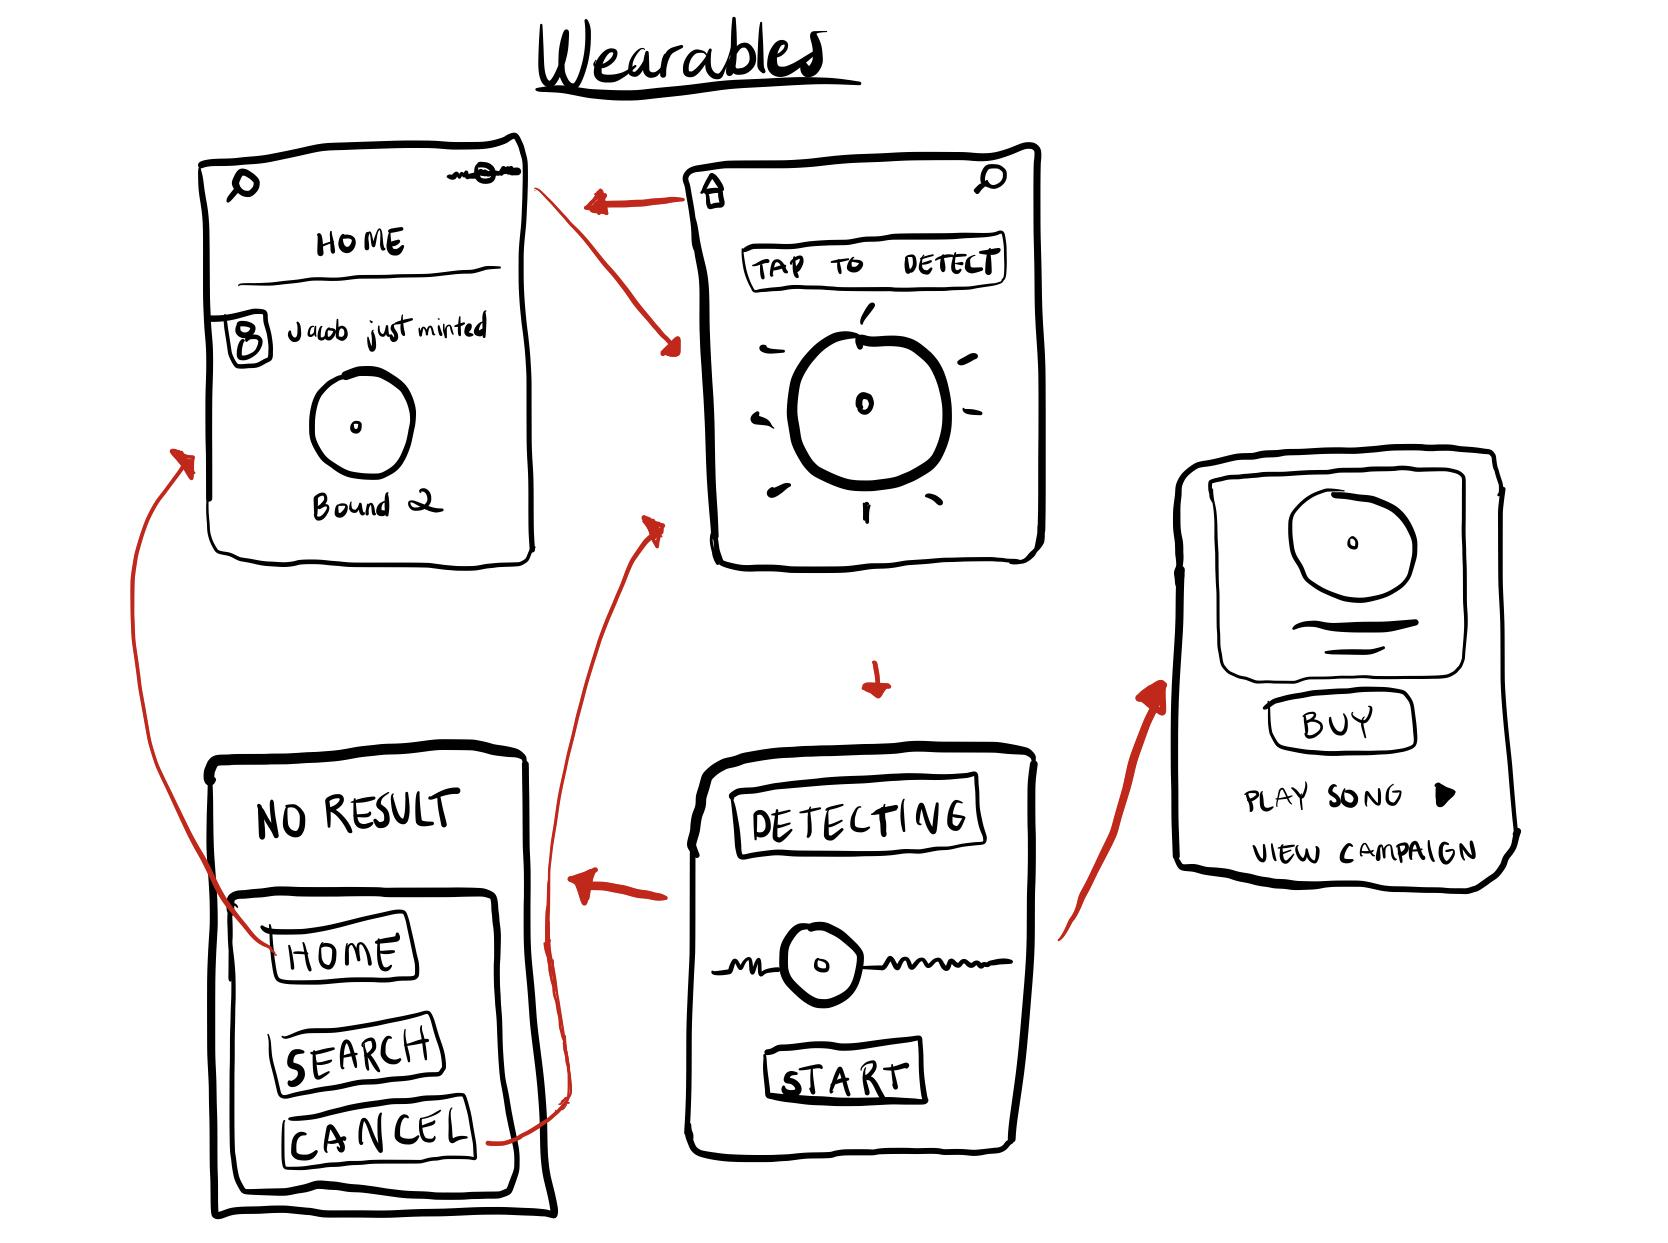 Wearables
HOME
Jacob just minted
Bound 2
TAP TO DETECT
NO RESULT
HOME
SEARCH
CANCEL
DETECTING
START
BUY
PLAY SONG
VIEW CAMPAIGN